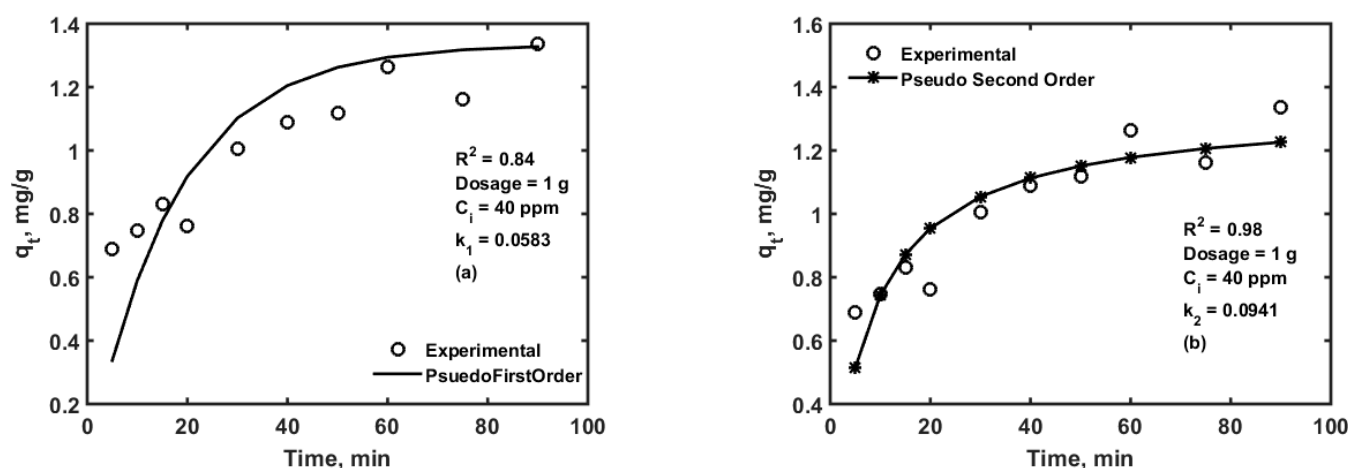 1.4
1.2
1
0.8
0.6
0.4
0.2
q_t, mg/g
0 20 40 60 80 100
Time, min
R^2 = 0.84
Dosage = 1 g
C_i = 40 ppm
k_1 = 0.0583
(a)
Experimental
PsuedoFirstOrder
1.6
1.4
1.2
1
0.8
0.6
0.4
q_t, mg/g
0 20 40 60 80 100
Time, min
Experimental
Pseudo Second Order
R^2 = 0.98
Dosage = 1 g
C_i = 40 ppm
k_2 = 0.0941
(b)